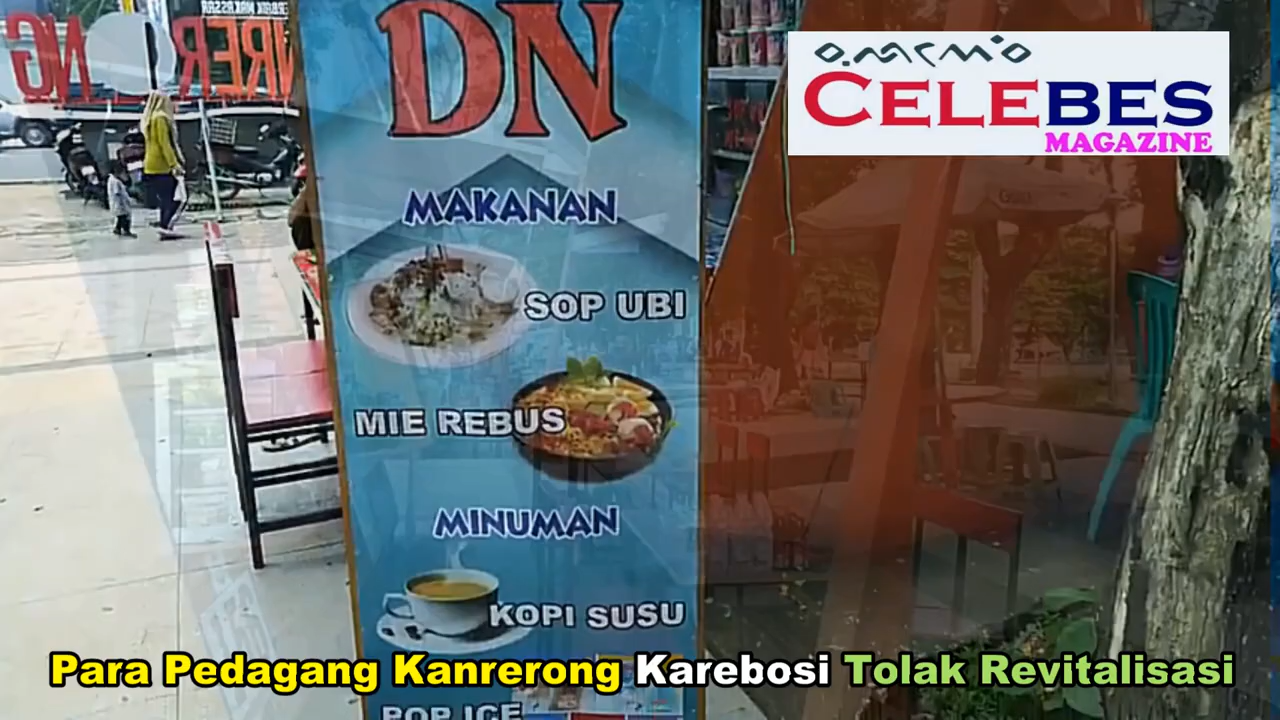 DN
MAKANAN
SOP UBI
MIE REBUS
MINUMAN
KOPI SUSU
POP ICE
CELEBES
MAGAZINE
Para Pedagang Kanrerong Karebosi Tolak Revitalisasi